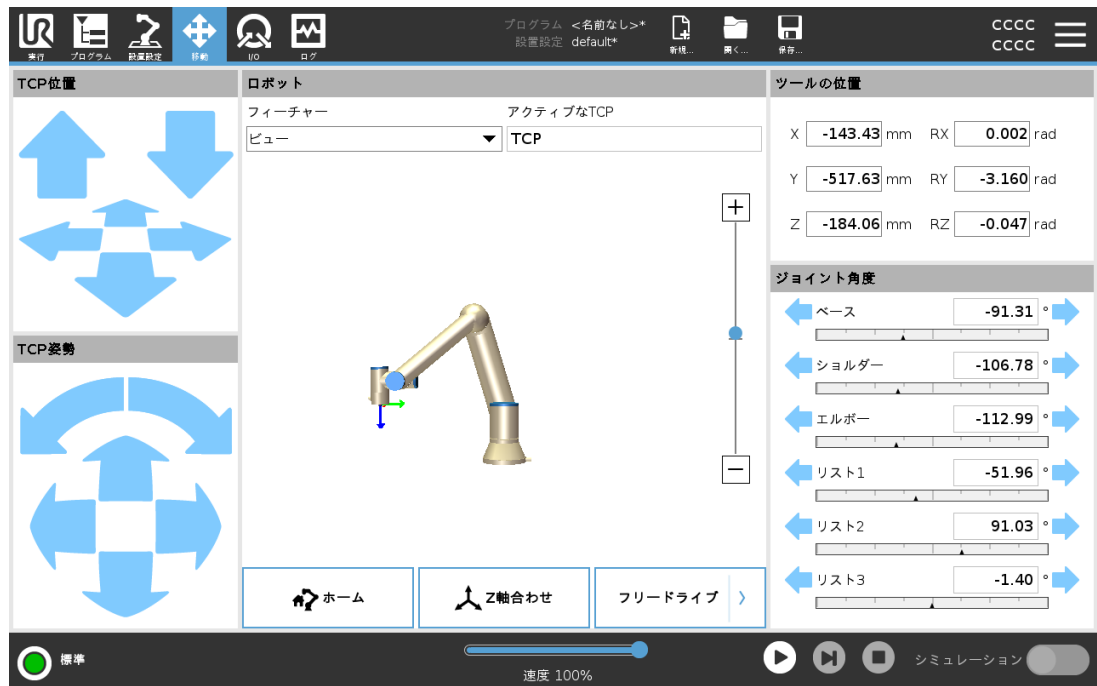 UR
実行
プログラム
設置設定
移動
I/O
ログ
プログラム <名前なし>*
設置設定 default*
新規...
開く...
保存...
CCCC
CCCC
TCP位置
TCP姿勢
ロボット
フィーチャー
アクティブなTCP
ビュー
TCP
+
−
ホーム
Z軸合わせ
フリードライブ
ツールの位置
X -143.43 mm RX 0.002 rad
Y -517.63 mm RY -3.160 rad
Z -184.06 mm RZ -0.047 rad
ジョイント角度
ベース -91.31 °
ショルダー -106.78 °
エルボー -112.99 °
リスト1 -51.96 °
リスト2 91.03 °
リスト3 -1.40 °
標準
速度 100%
シミュレーション